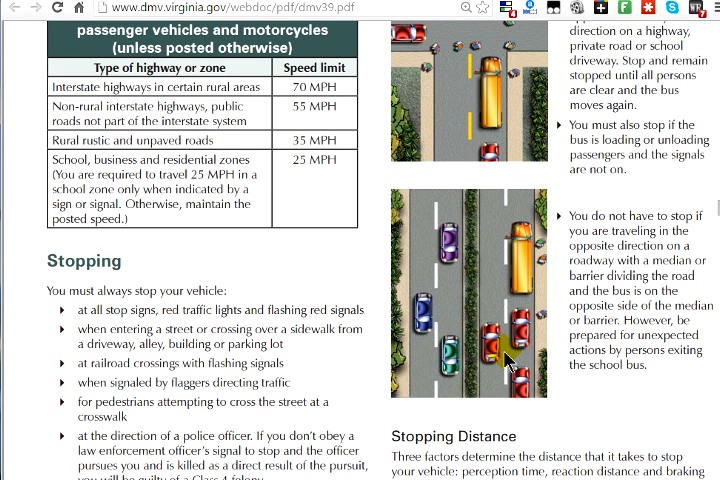 www.dmv.virginia.gov/webdoc/pdf/dmv39.pdf
passenger vehicles and motorcycles
(unless posted otherwise)
Type of highway or zone Speed limit
Interstate highways in certain rural areas 70 MPH
Non-rural interstate highways, public 55 MPH
roads not part of the interstate system
Rural rustic and unpaved roads 35 MPH
School, business and residential zones 25 MPH
(You are required to travel 25 MPH in a
school zone only when indicated by a
sign or signal. Otherwise, maintain the
posted speed.)
Stopping
You must always stop your vehicle:
at all stop signs, red traffic lights and flashing red signals
when entering a street or crossing over a sidewalk from
a driveway, alley, building or parking lot
at railroad crossings with flashing signals
when signaled by flaggers directing traffic
for pedestrians attempting to cross the street at a
crosswalk
at the direction of a police officer. If you don't obey a
law enforcement officer's signal to stop and the officer
pursues you and is killed as a direct result of the pursuit,
you will be guilty of a Class 4 felony.
direction on a highway,
private road or school
driveway. Stop and remain
stopped until all persons
are clear and the bus
moves again.
You must also stop if the
bus is loading or unloading
passengers and the signals
are not on.
You do not have to stop if
you are traveling in the
opposite direction on a
roadway with a median or
barrier dividing the road
and the bus is on the
opposite side of the median
or barrier. However, be
prepared for unexpected
actions by persons exiting
the school bus.
Stopping Distance
Three factors determine the distance that it takes to stop
your vehicle: perception time, reaction distance and braking